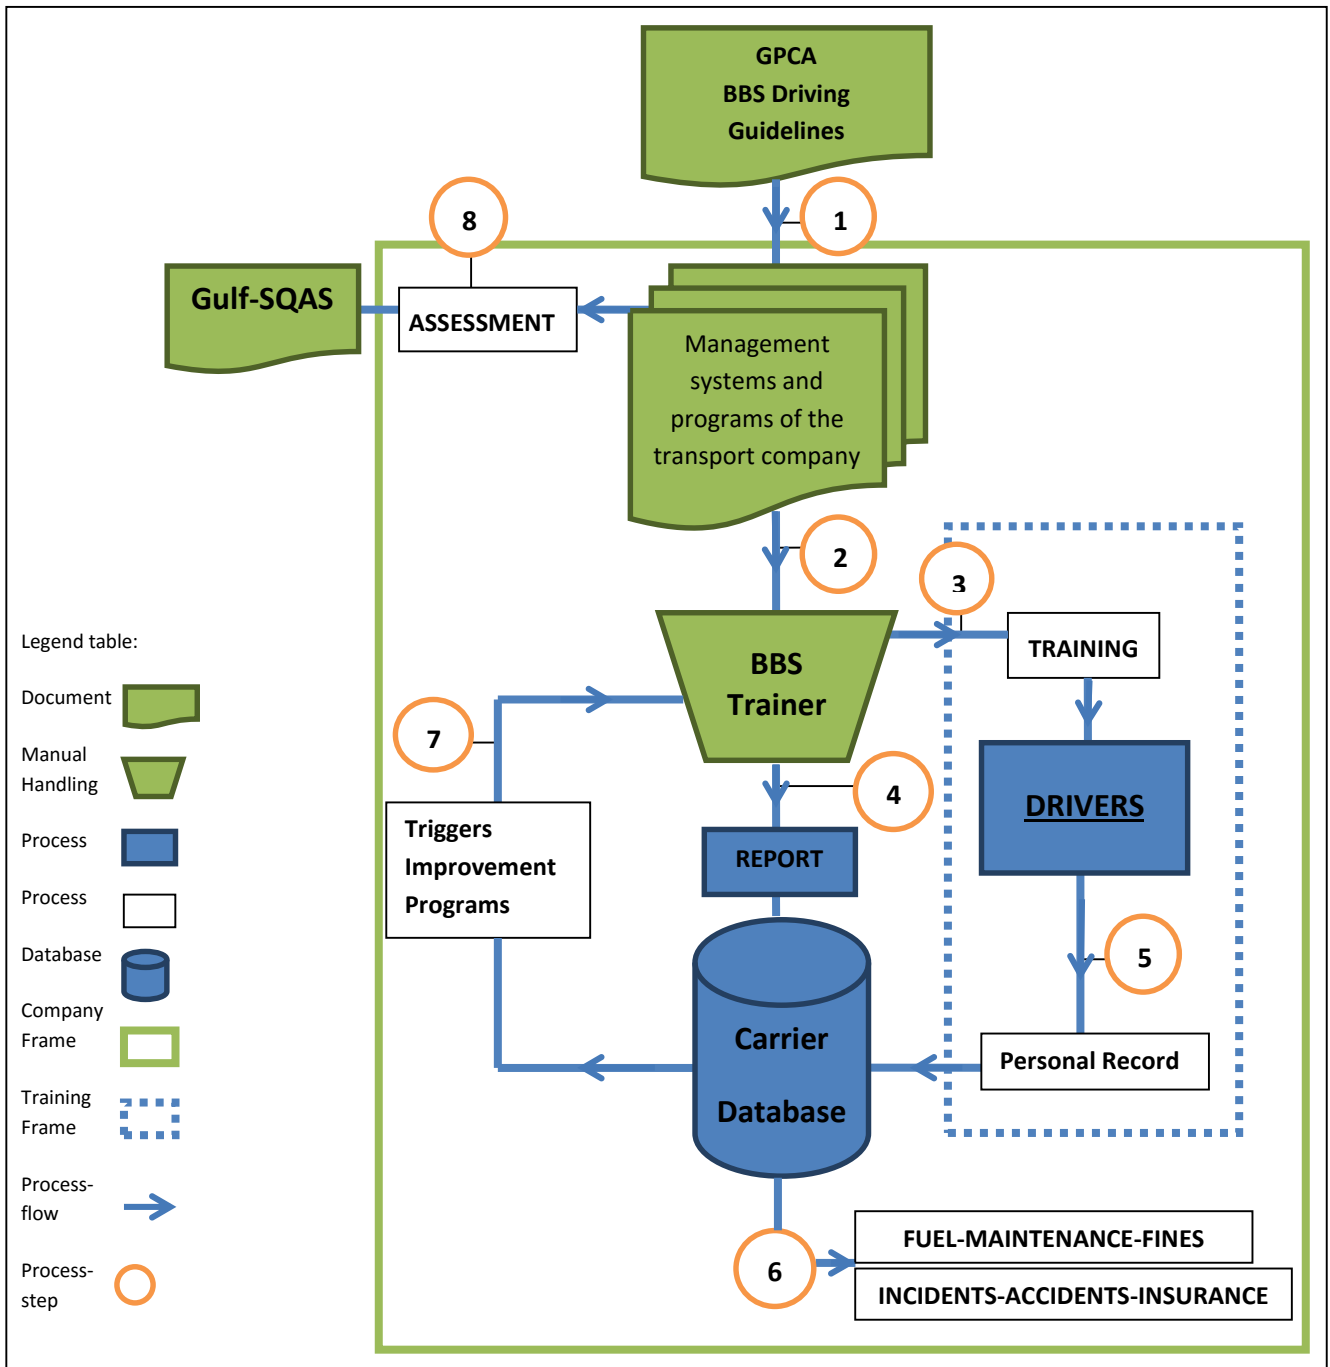 GPCA
BBS Driving
Guidelines
8
1
Gulf-SQAS
ASSESSMENT
Management
systems and
programs of the
transport company
2
3
Legend table:
BBS
Trainer
TRAINING
Document
7
4
Manual
Handling
DRIVERS
Triggers
Improvement
Programs
REPORT
Process
Process
Database
5
Company
Frame
Carrier
Database
Personal Record
Training
Frame
Process-
flow
6
FUEL-MAINTENANCE-FINES
INCIDENTS-ACCIDENTS-INSURANCE
Process-
step